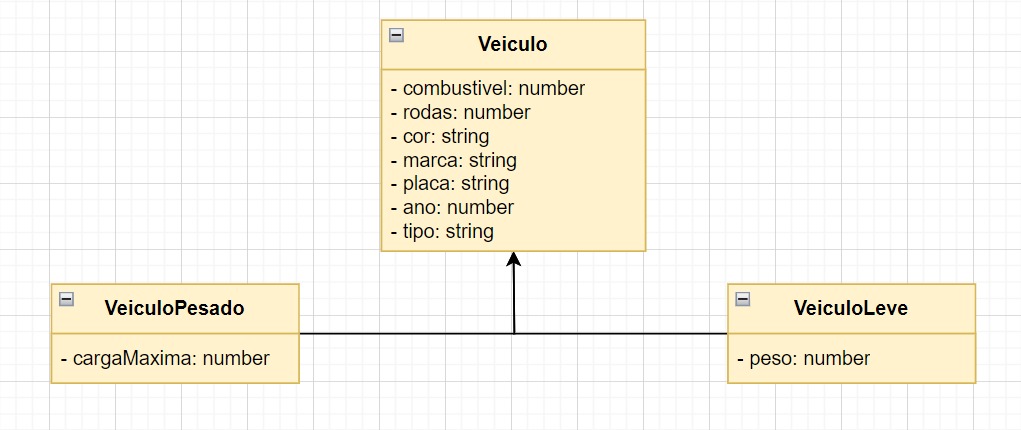 Veiculo
- combustivel: number
- rodas: number
- cor: string
- marca: string
- placa: string
- ano: number
- tipo: string
VeiculoPesado
- cargaMaxima: number
VeiculoLeve
- peso: number